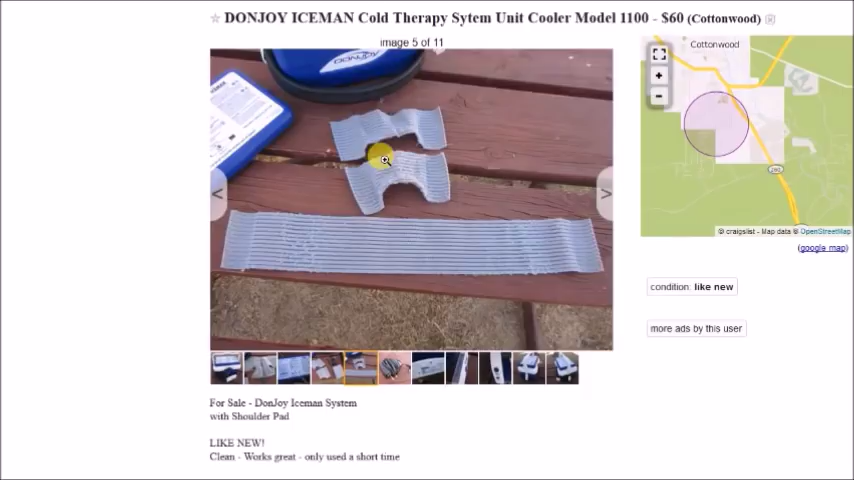 ☆ DONJOY ICEMAN Cold Therapy Sytem Unit Cooler Model 1100 - $60 (Cottonwood)
image 5 of 11
DONJOY
<
>
Cottonwood
+
−
260
© craigslist - Map data © OpenStreetMap
(google map)
condition: like new
more ads by this user
For Sale - DonJoy Iceman System
with Shoulder Pad
LIKE NEW!
Clean - Works great - only used a short time